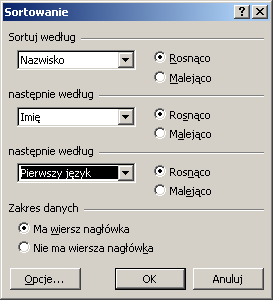 Sortowanie
Sortuj według
Nazwisko
Rosnąco
Malejąco
następnie według
Imię
Rosnąco
Malejąco
następnie według
Pierwszy język
Rosnąco
Malejąco
Zakres danych
Ma wiersz nagłówka
Nie ma wiersza nagłówka
Opcje... OK Anuluj